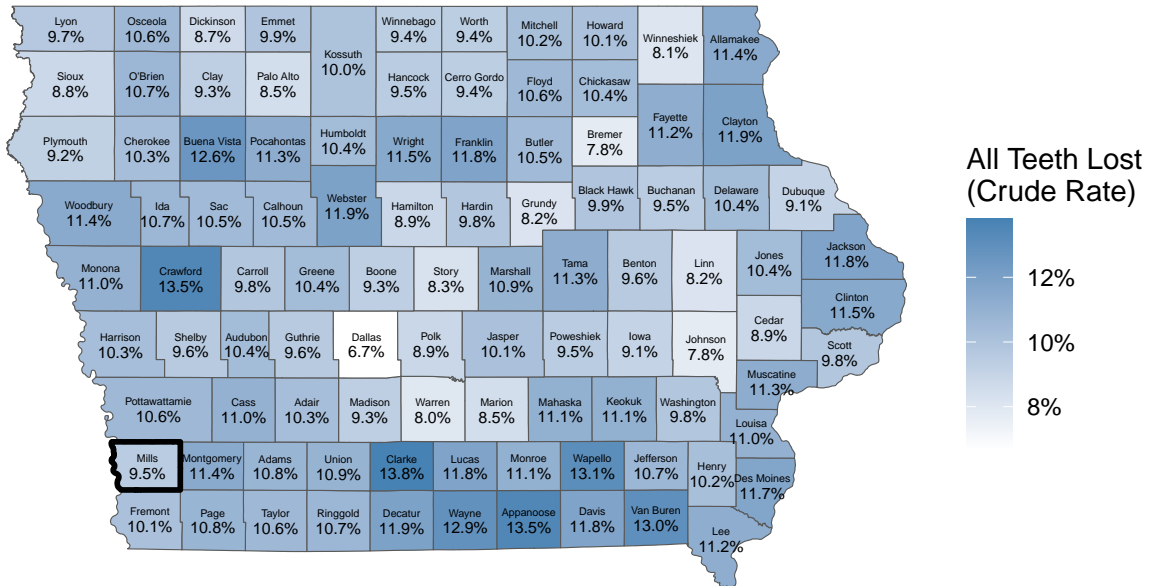 Lyon
9.7%
Osceola
10.6%
Dickinson
8.7%
Emmet
9.9%
Kossuth
10.0%
Winnebago
9.4%
Worth
9.4%
Mitchell
10.2%
Howard
10.1%
Winneshiek
8.1%
Allamakee
11.4%
Sioux
8.8%
O'Brien
10.7%
Clay
9.3%
Palo Alto
8.5%
Hancock
9.5%
Cerro Gordo
9.4%
Floyd
10.6%
Chickasaw
10.4%
Fayette
11.2%
Clayton
11.9%
Plymouth
9.2%
Cherokee
10.3%
Buena Vista
12.6%
Pocahontas
11.3%
Humboldt
10.4%
Wright
11.5%
Franklin
11.8%
Butler
10.5%
Bremer
7.8%
Woodbury
11.4%
Ida
10.7%
Sac
10.5%
Calhoun
10.5%
Webster
11.9%
Hamilton
8.9%
Hardin
9.8%
Grundy
8.2%
Black Hawk
9.9%
Buchanan
9.5%
Delaware
10.4%
Dubuque
9.1%
Monona
11.0%
Crawford
13.5%
Carroll
9.8%
Greene
10.4%
Boone
9.3%
Story
8.3%
Marshall
10.9%
Tama
11.3%
Benton
9.6%
Linn
8.2%
Jones
10.4%
Jackson
11.8%
Clinton
11.5%
Harrison
10.3%
Shelby
9.6%
Audubon
10.4%
Guthrie
9.6%
Dallas
6.7%
Polk
8.9%
Jasper
10.1%
Poweshiek
9.5%
Iowa
9.1%
Johnson
7.8%
Cedar
8.9%
Scott
9.8%
Muscatine
11.3%
Pottawattamie
10.6%
Cass
11.0%
Adair
10.3%
Madison
9.3%
Warren
8.0%
Marion
8.5%
Mahaska
11.1%
Keokuk
11.1%
Washington
9.8%
Louisa
11.0%
Mills
9.5%
Montgomery
11.4%
Adams
10.8%
Union
10.9%
Clarke
13.8%
Lucas
11.8%
Monroe
11.1%
Wapello
13.1%
Jefferson
10.7%
Henry
10.2%
Des Moines
11.7%
Fremont
10.1%
Page
10.8%
Taylor
10.6%
Ringgold
10.7%
Decatur
11.9%
Wayne
12.9%
Appanoose
13.5%
Davis
11.8%
Van Buren
13.0%
Lee
11.2%
All Teeth Lost
(Crude Rate)
12%
10%
8%